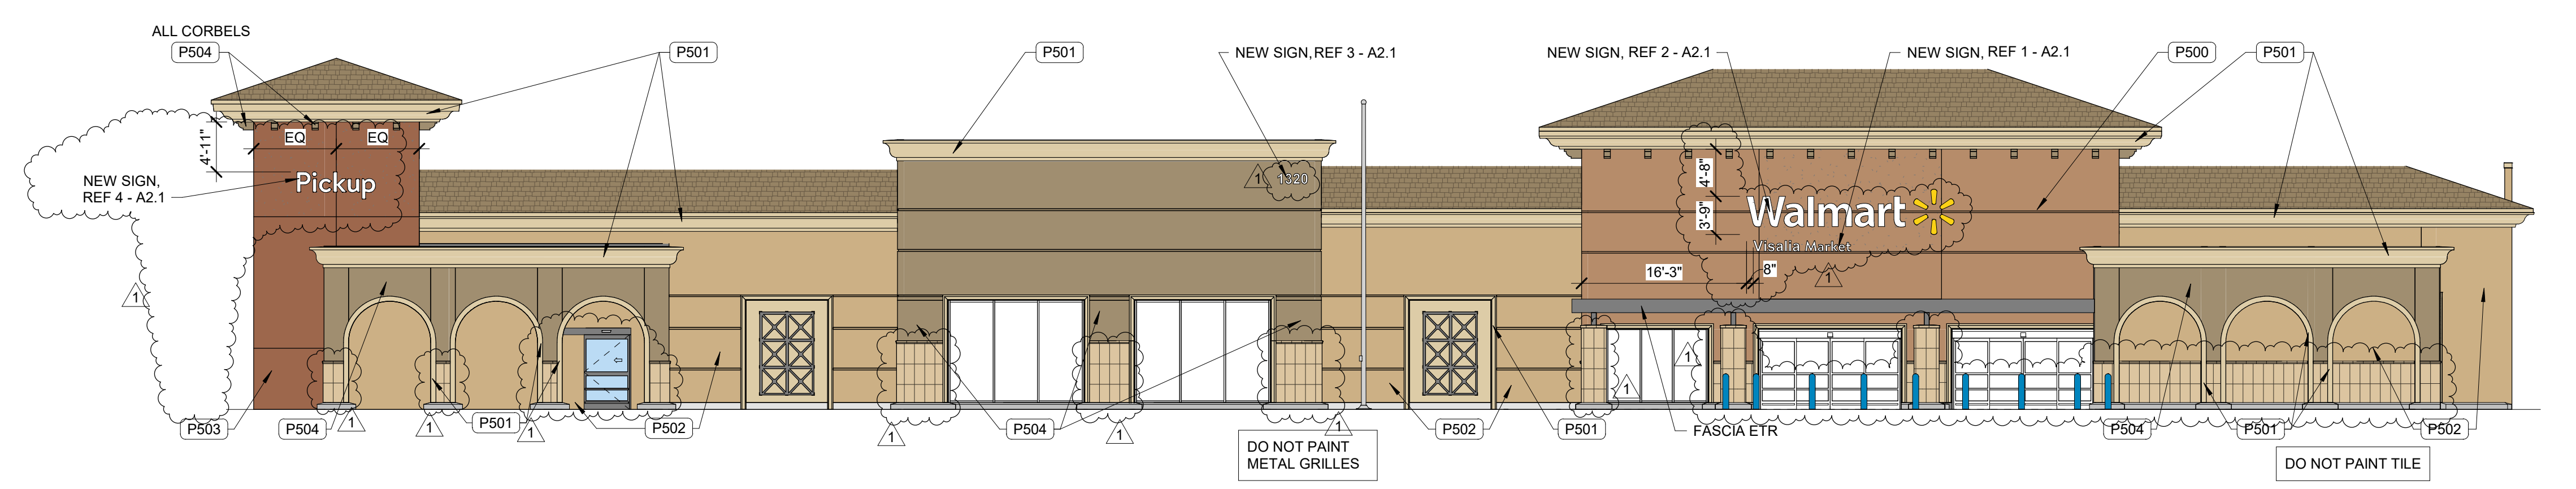 ALL CORBELS
P504
P501
P501
NEW SIGN, REF 3 - A2.1
NEW SIGN, REF 2 - A2.1
NEW SIGN, REF 1 - A2.1
P500
P501
4'-11"
EQ
EQ
NEW SIGN,
REF 4 - A2.1
Pickup
1
1320
4'-8"
3'-9"
Walmart
Visalia Market
16'-3"
8"
1
1
1
1
P503
P504
1
1
P501
1
P502
1
P504
1
1
DO NOT PAINT
METAL GRILLES
P502
P501
FASCIA ETR
P504
P501
P502
DO NOT PAINT TILE